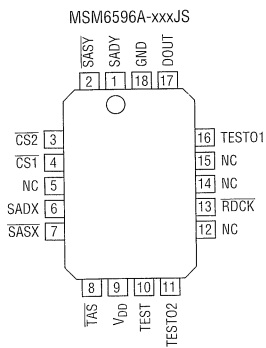 MSM6596A-xxxJS
SASY
SADY
GND
DOUT
2
1
18
17
CS2 3
CS1 4
NC 5
SADX 6
SASX 7
16 TESTO1
15 NC
14 NC
13 RDCK
12 NC
8
9
10
11
TAS
VDD
TEST
TESTO2